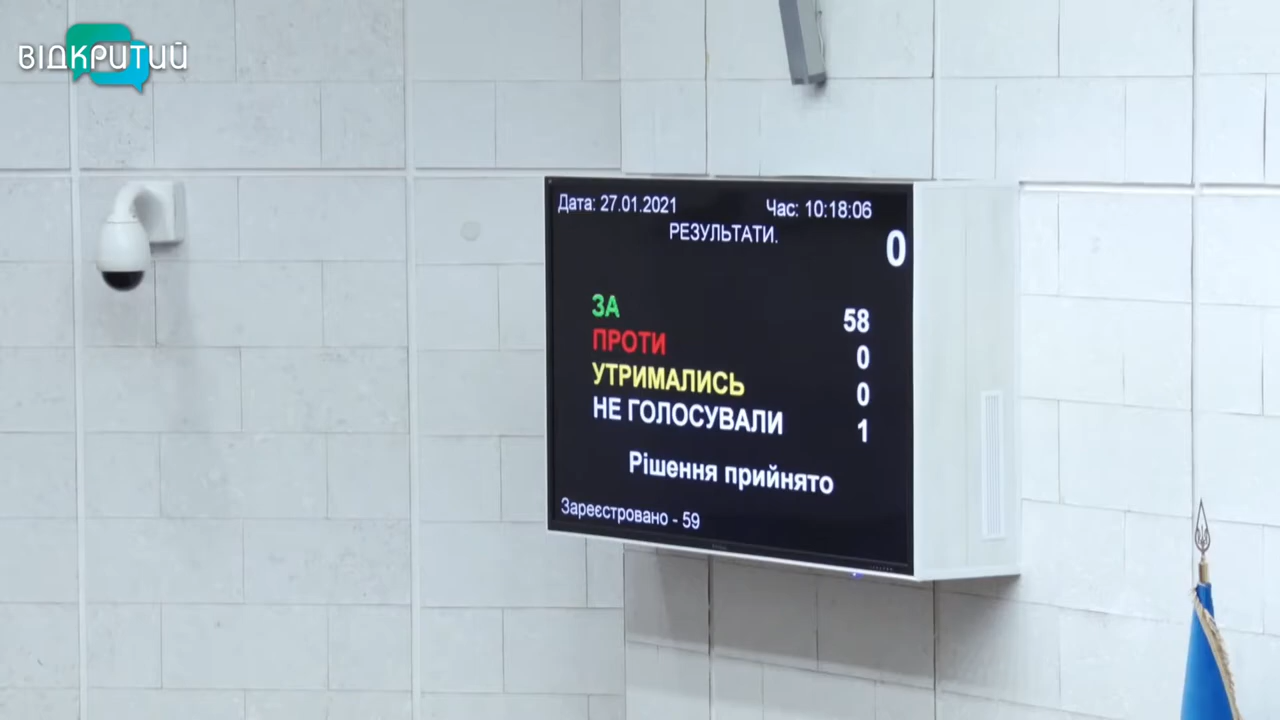 ВІДКРИТИЙ
Дата: 27.01.2021 Час: 10:18:06
РЕЗУЛЬТАТИ.
0
ЗА 58
ПРОТИ 0
УТРИМАЛИСЬ 0
НЕ ГОЛОСУВАЛИ 1
Рішення прийнято
Зареєстровано - 59